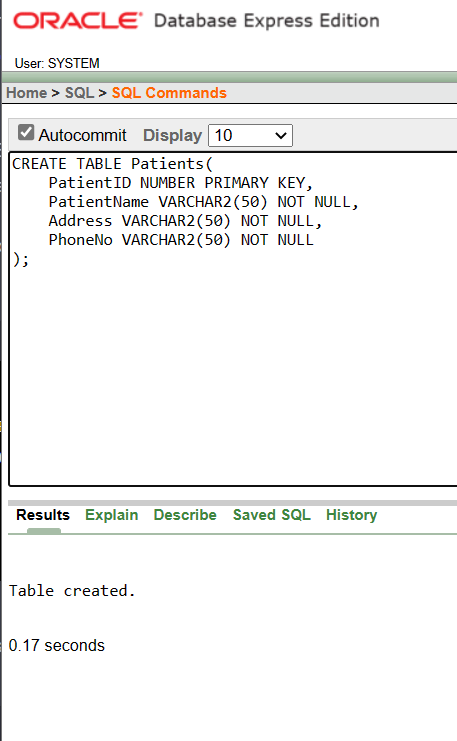 ORACLE® Database Express Edition
User: SYSTEM
Home > SQL > SQL Commands
Autocommit Display 10
CREATE TABLE Patients(
    PatientID NUMBER PRIMARY KEY,
    PatientName VARCHAR2(50) NOT NULL,
    Address VARCHAR2(50) NOT NULL,
    PhoneNo VARCHAR2(50) NOT NULL
);
Results Explain Describe Saved SQL History
Table created.
0.17 seconds